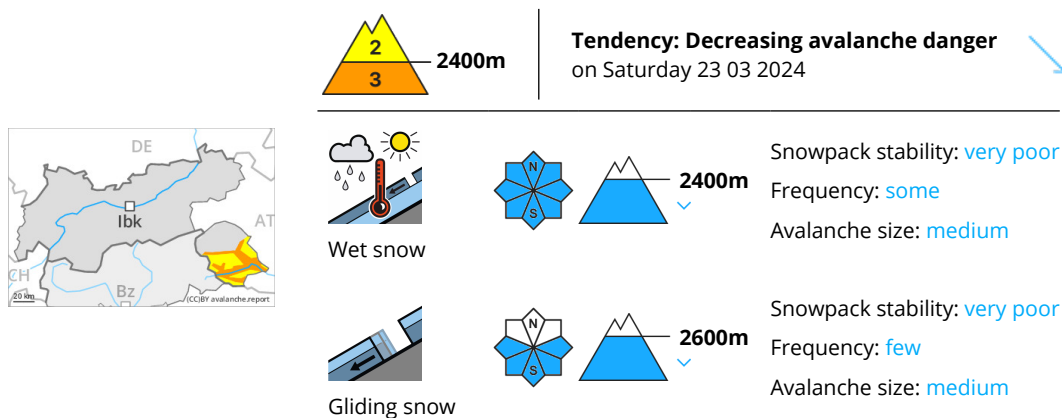 2
3
2400m
Tendency: Decreasing avalanche danger
on Saturday 23 03 2024
DE
Ibk
AT
CH
Bz
20 km
(CC)BY avalanche.report
Wet snow
N
S
2400m
Snowpack stability: very poor
Frequency: some
Avalanche size: medium
Gliding snow
N
S
2600m
Snowpack stability: very poor
Frequency: few
Avalanche size: medium